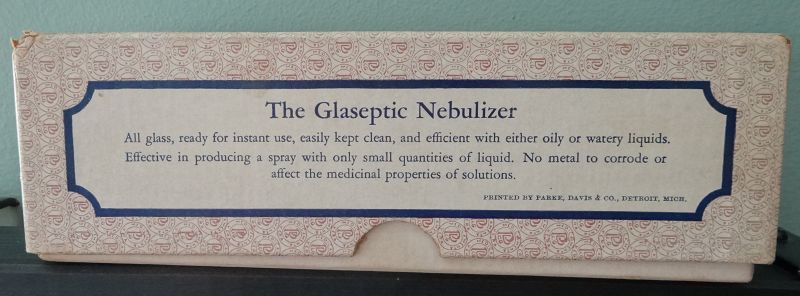 The Glaseptic Nebulizer
All glass, ready for instant use, easily kept clean, and efficient with either oily or watery liquids.
Effective in producing a spray with only small quantities of liquid. No metal to corrode or
affect the medicinal properties of solutions.
PRINTED BY PARKE, DAVIS & CO., DETROIT, MICH.